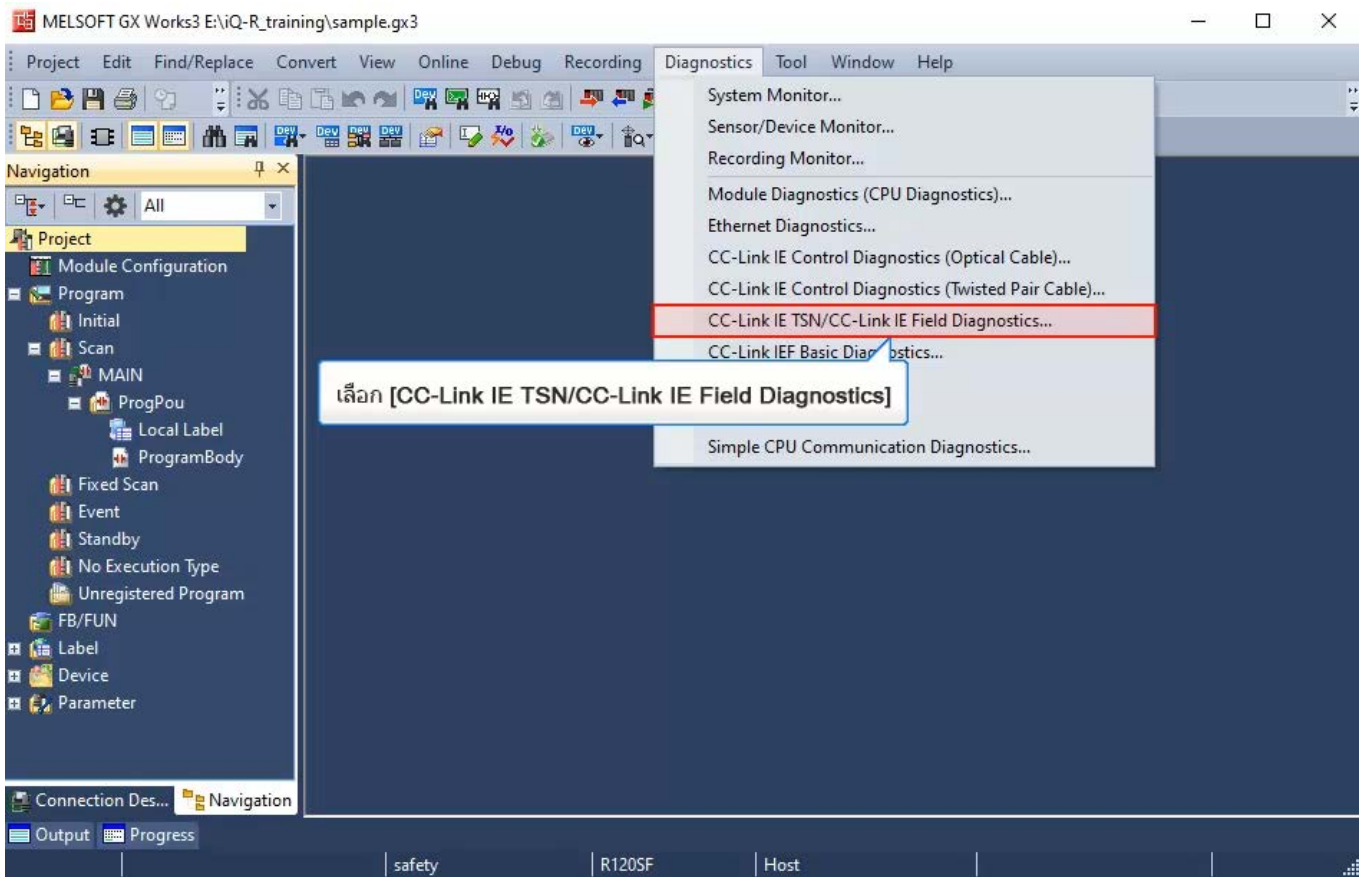 MELSOFT GX Works3 E:\iQ-R_training\sample.gx3
Project Edit Find/Replace Convert View Online Debug Recording Diagnostics Tool Window Help
System Monitor...
Sensor/Device Monitor...
Recording Monitor...
Module Diagnostics (CPU Diagnostics)...
Ethernet Diagnostics...
CC-Link IE Control Diagnostics (Optical Cable)...
CC-Link IE Control Diagnostics (Twisted Pair Cable)...
CC-Link IE TSN/CC-Link IE Field Diagnostics...
CC-Link IEF Basic Diagnostics...
เลือก [CC-Link IE TSN/CC-Link IE Field Diagnostics]
Simple CPU Communication Diagnostics...
Navigation
All
Project
Module Configuration
Program
Initial
Scan
MAIN
ProgPou
Local Label
ProgramBody
Fixed Scan
Event
Standby
No Execution Type
Unregistered Program
FB/FUN
Label
Device
Parameter
Connection Des... Navigation
Output Progress
safety R120SF Host